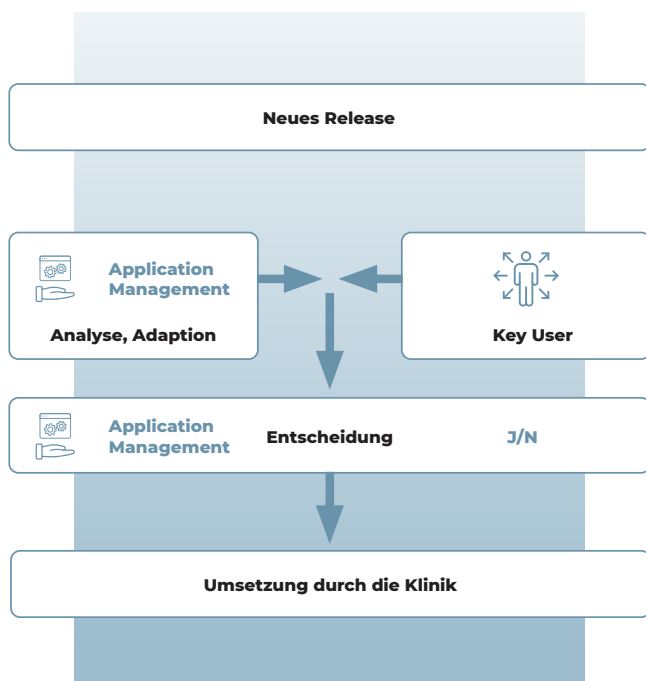 Neues Release
Application
Management
Analyse, Adaption
Key User
Application
Management
Entscheidung
J/N
Umsetzung durch die Klinik